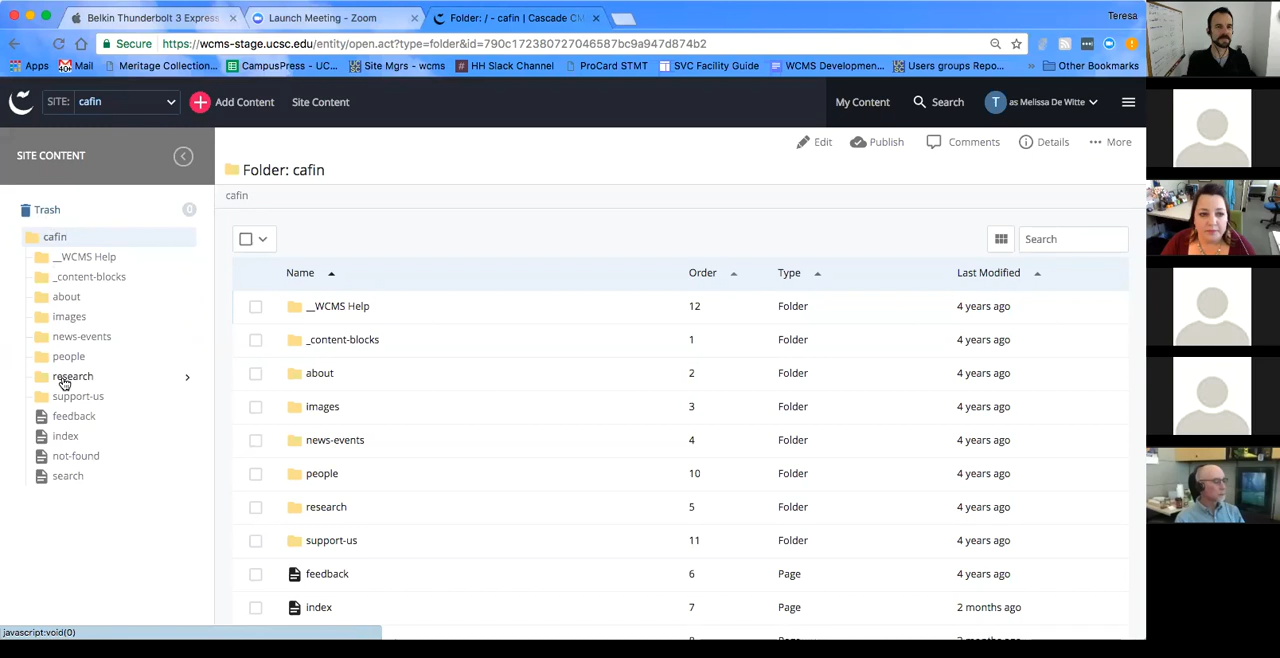 Belkin Thunderbolt 3 Express
Launch Meeting - Zoom
Folder: / - cafin | Cascade CM
Teresa
Secure https://wcms-stage.ucsc.edu/entity/open.act?type=folder&id=790c172380727046587bc9a947d874b2
Apps 40+ Mail Meritage Collection... CampusPress - UC... Site Mgrs - wcms HH Slack Channel ProCard STMT SVC Facility Guide WCMS Developmen... Users groups Repo... » Other Bookmarks
SITE: cafin Add Content Site Content My Content Search T as Melissa De Witte
SITE CONTENT
Trash 0
cafin
__WCMS Help
_content-blocks
about
images
news-events
people
research
support-us
feedback
index
not-found
search
Edit Publish Comments Details More
Folder: cafin
cafin
Search
Name Order Type Last Modified
__WCMS Help 12 Folder 4 years ago
_content-blocks 1 Folder 4 years ago
about 2 Folder 4 years ago
images 3 Folder 4 years ago
news-events 4 Folder 4 years ago
people 10 Folder 4 years ago
research 5 Folder 4 years ago
support-us 11 Folder 4 years ago
feedback 6 Page 4 years ago
index 7 Page 2 months ago
javascript:void(0)